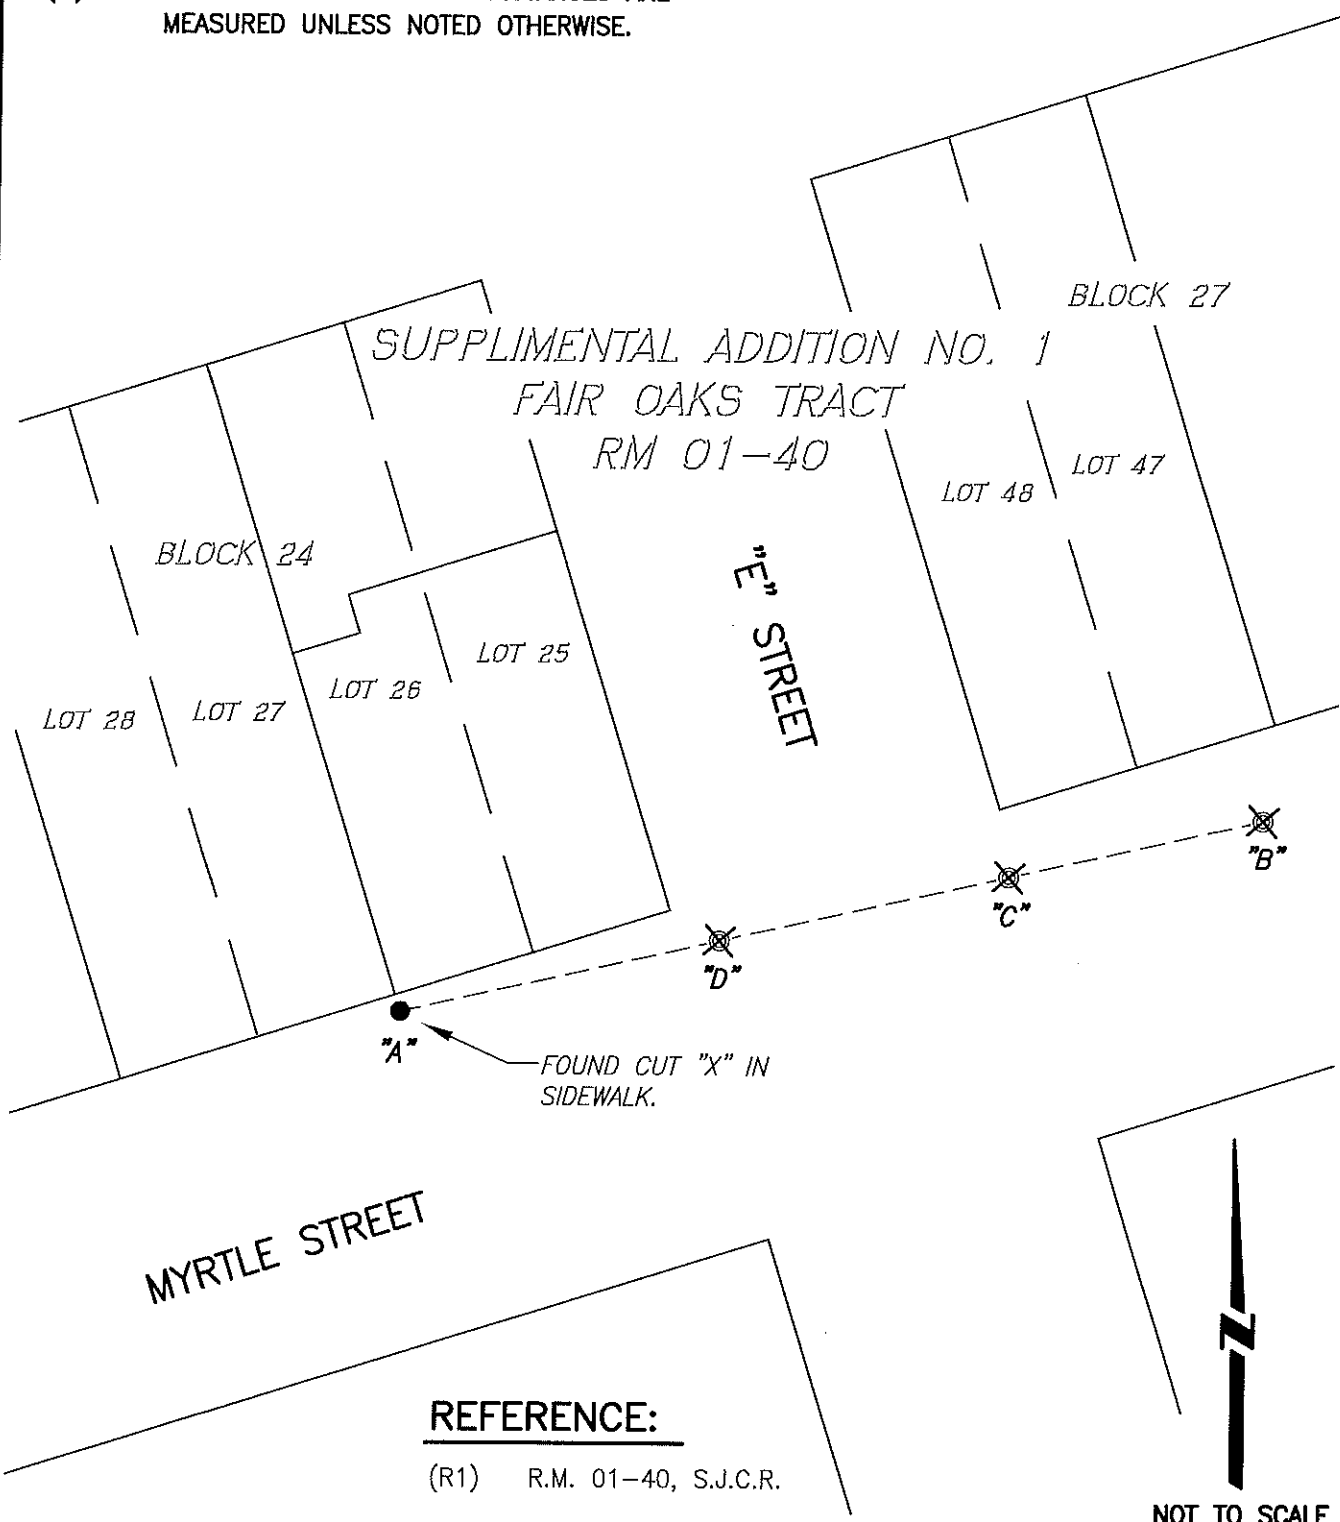 MEASURED UNLESS NOTED OTHERWISE.
BLOCK 27
SUPPLIMENTAL ADDITION NO. 1
FAIR OAKS TRACT
RM 01-40
LOT 47
LOT 48
BLOCK 24
"E" STREET
LOT 25
LOT 26
LOT 27
LOT 28
"B"
"C"
"D"
"A"
FOUND CUT "X" IN
SIDEWALK.
MYRTLE STREET
REFERENCE:
(R1) R.M. 01-40, S.J.C.R.
N
NOT TO SCALE